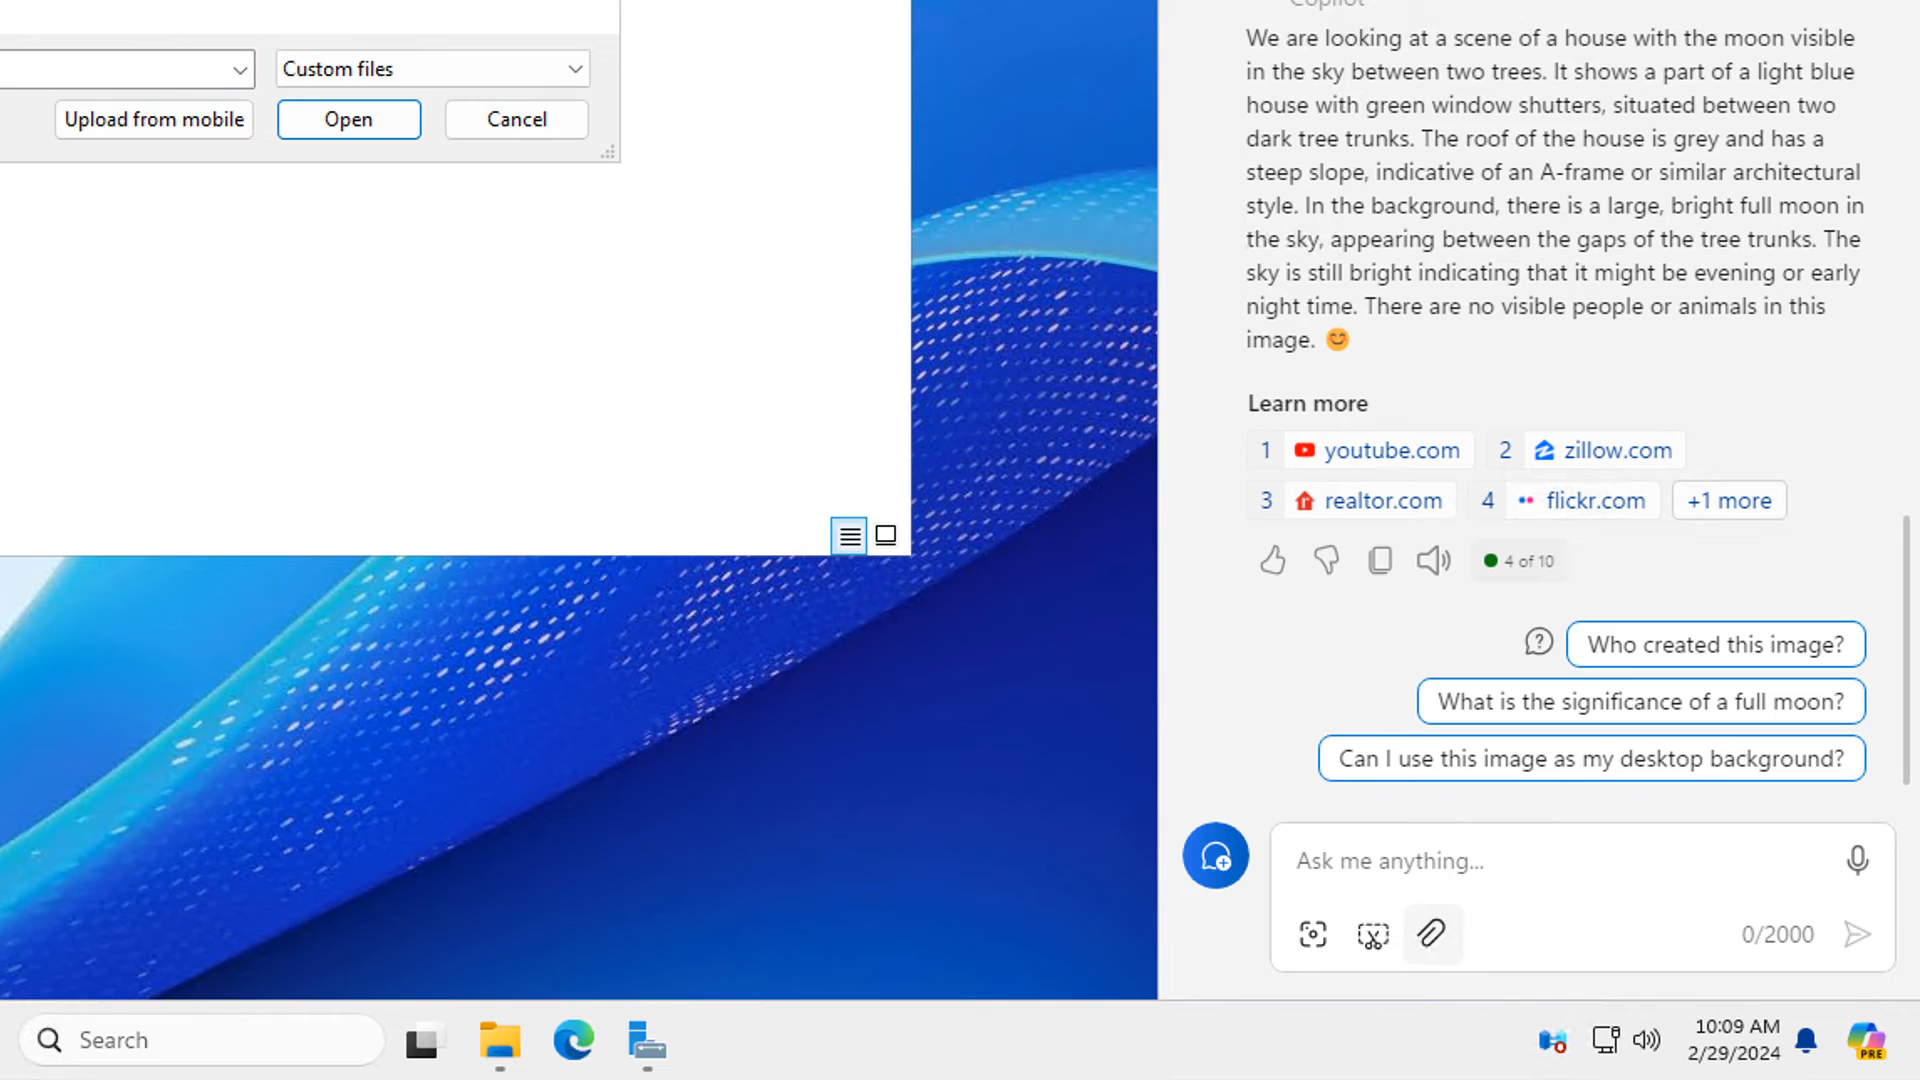 Copilot
We are looking at a scene of a house with the moon visible
in the sky between two trees. It shows a part of a light blue
house with green window shutters, situated between two
dark tree trunks. The roof of the house is grey and has a
steep slope, indicative of an A-frame or similar architectural
style. In the background, there is a large, bright full moon in
the sky, appearing between the gaps of the tree trunks. The
sky is still bright indicating that it might be evening or early
night time. There are no visible people or animals in this
image. 😊
Custom files
Upload from mobile Open Cancel
Learn more
1 youtube.com 2 zillow.com
3 realtor.com 4 flickr.com +1 more
4 of 10
Who created this image?
What is the significance of a full moon?
Can I use this image as my desktop background?
Ask me anything...
0/2000
Search
10:09 AM
2/29/2024
PRE